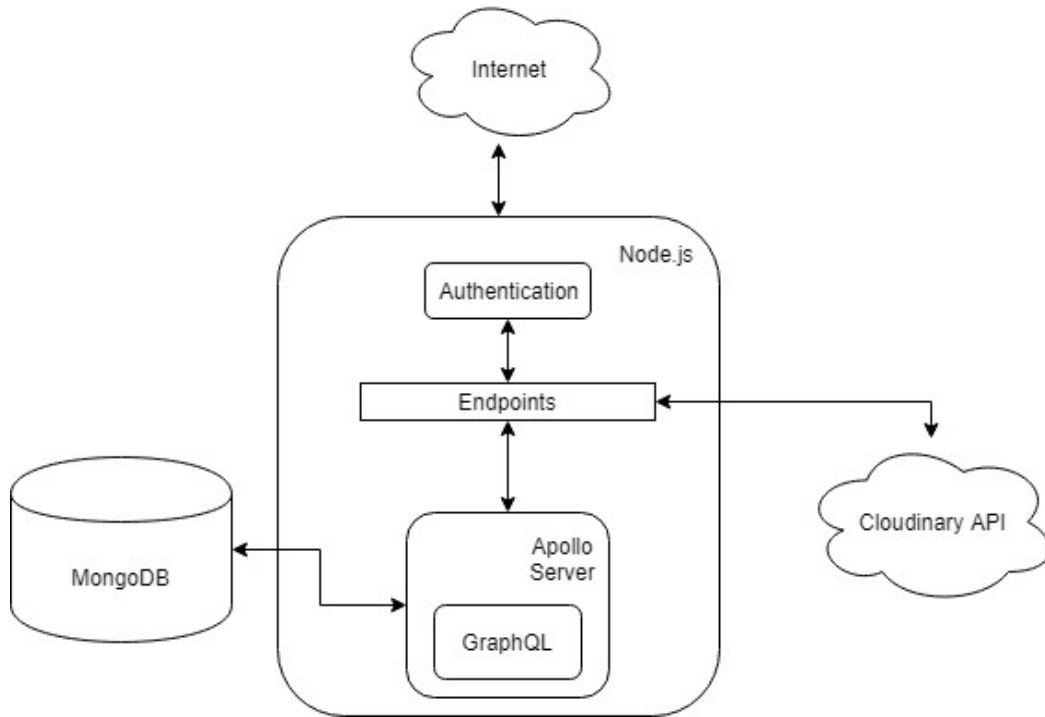 Internet
Node.js
Authentication
Endpoints
Cloudinary API
MongoDB
Apollo
Server
GraphQL